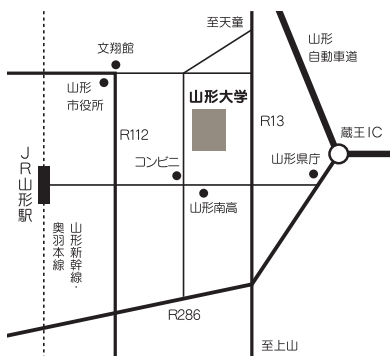 至天童
山形
自動車道
文翔館
山形
市役所
山形大学
R112
R13
蔵王IC
コンビニ
山形県庁
JR山形駅
山形南高
山形新幹線・
奥羽本線
R286
至上山